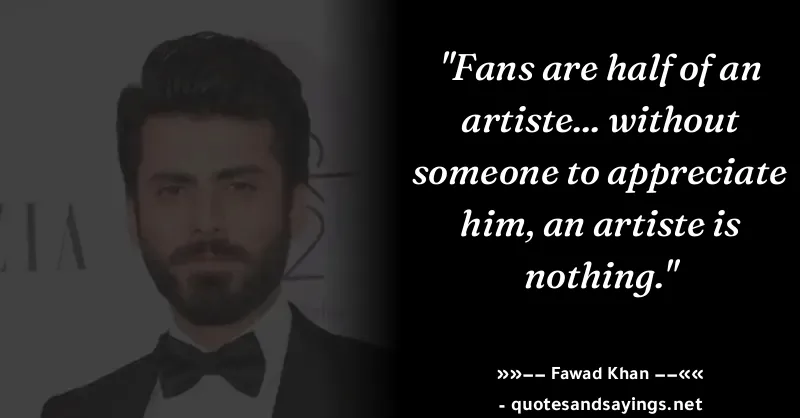 "Fans are half of an
artiste... without
someone to appreciate
him, an artiste is
nothing."
»»−− Fawad Khan −−««
- quotesandsayings.net
ZIA